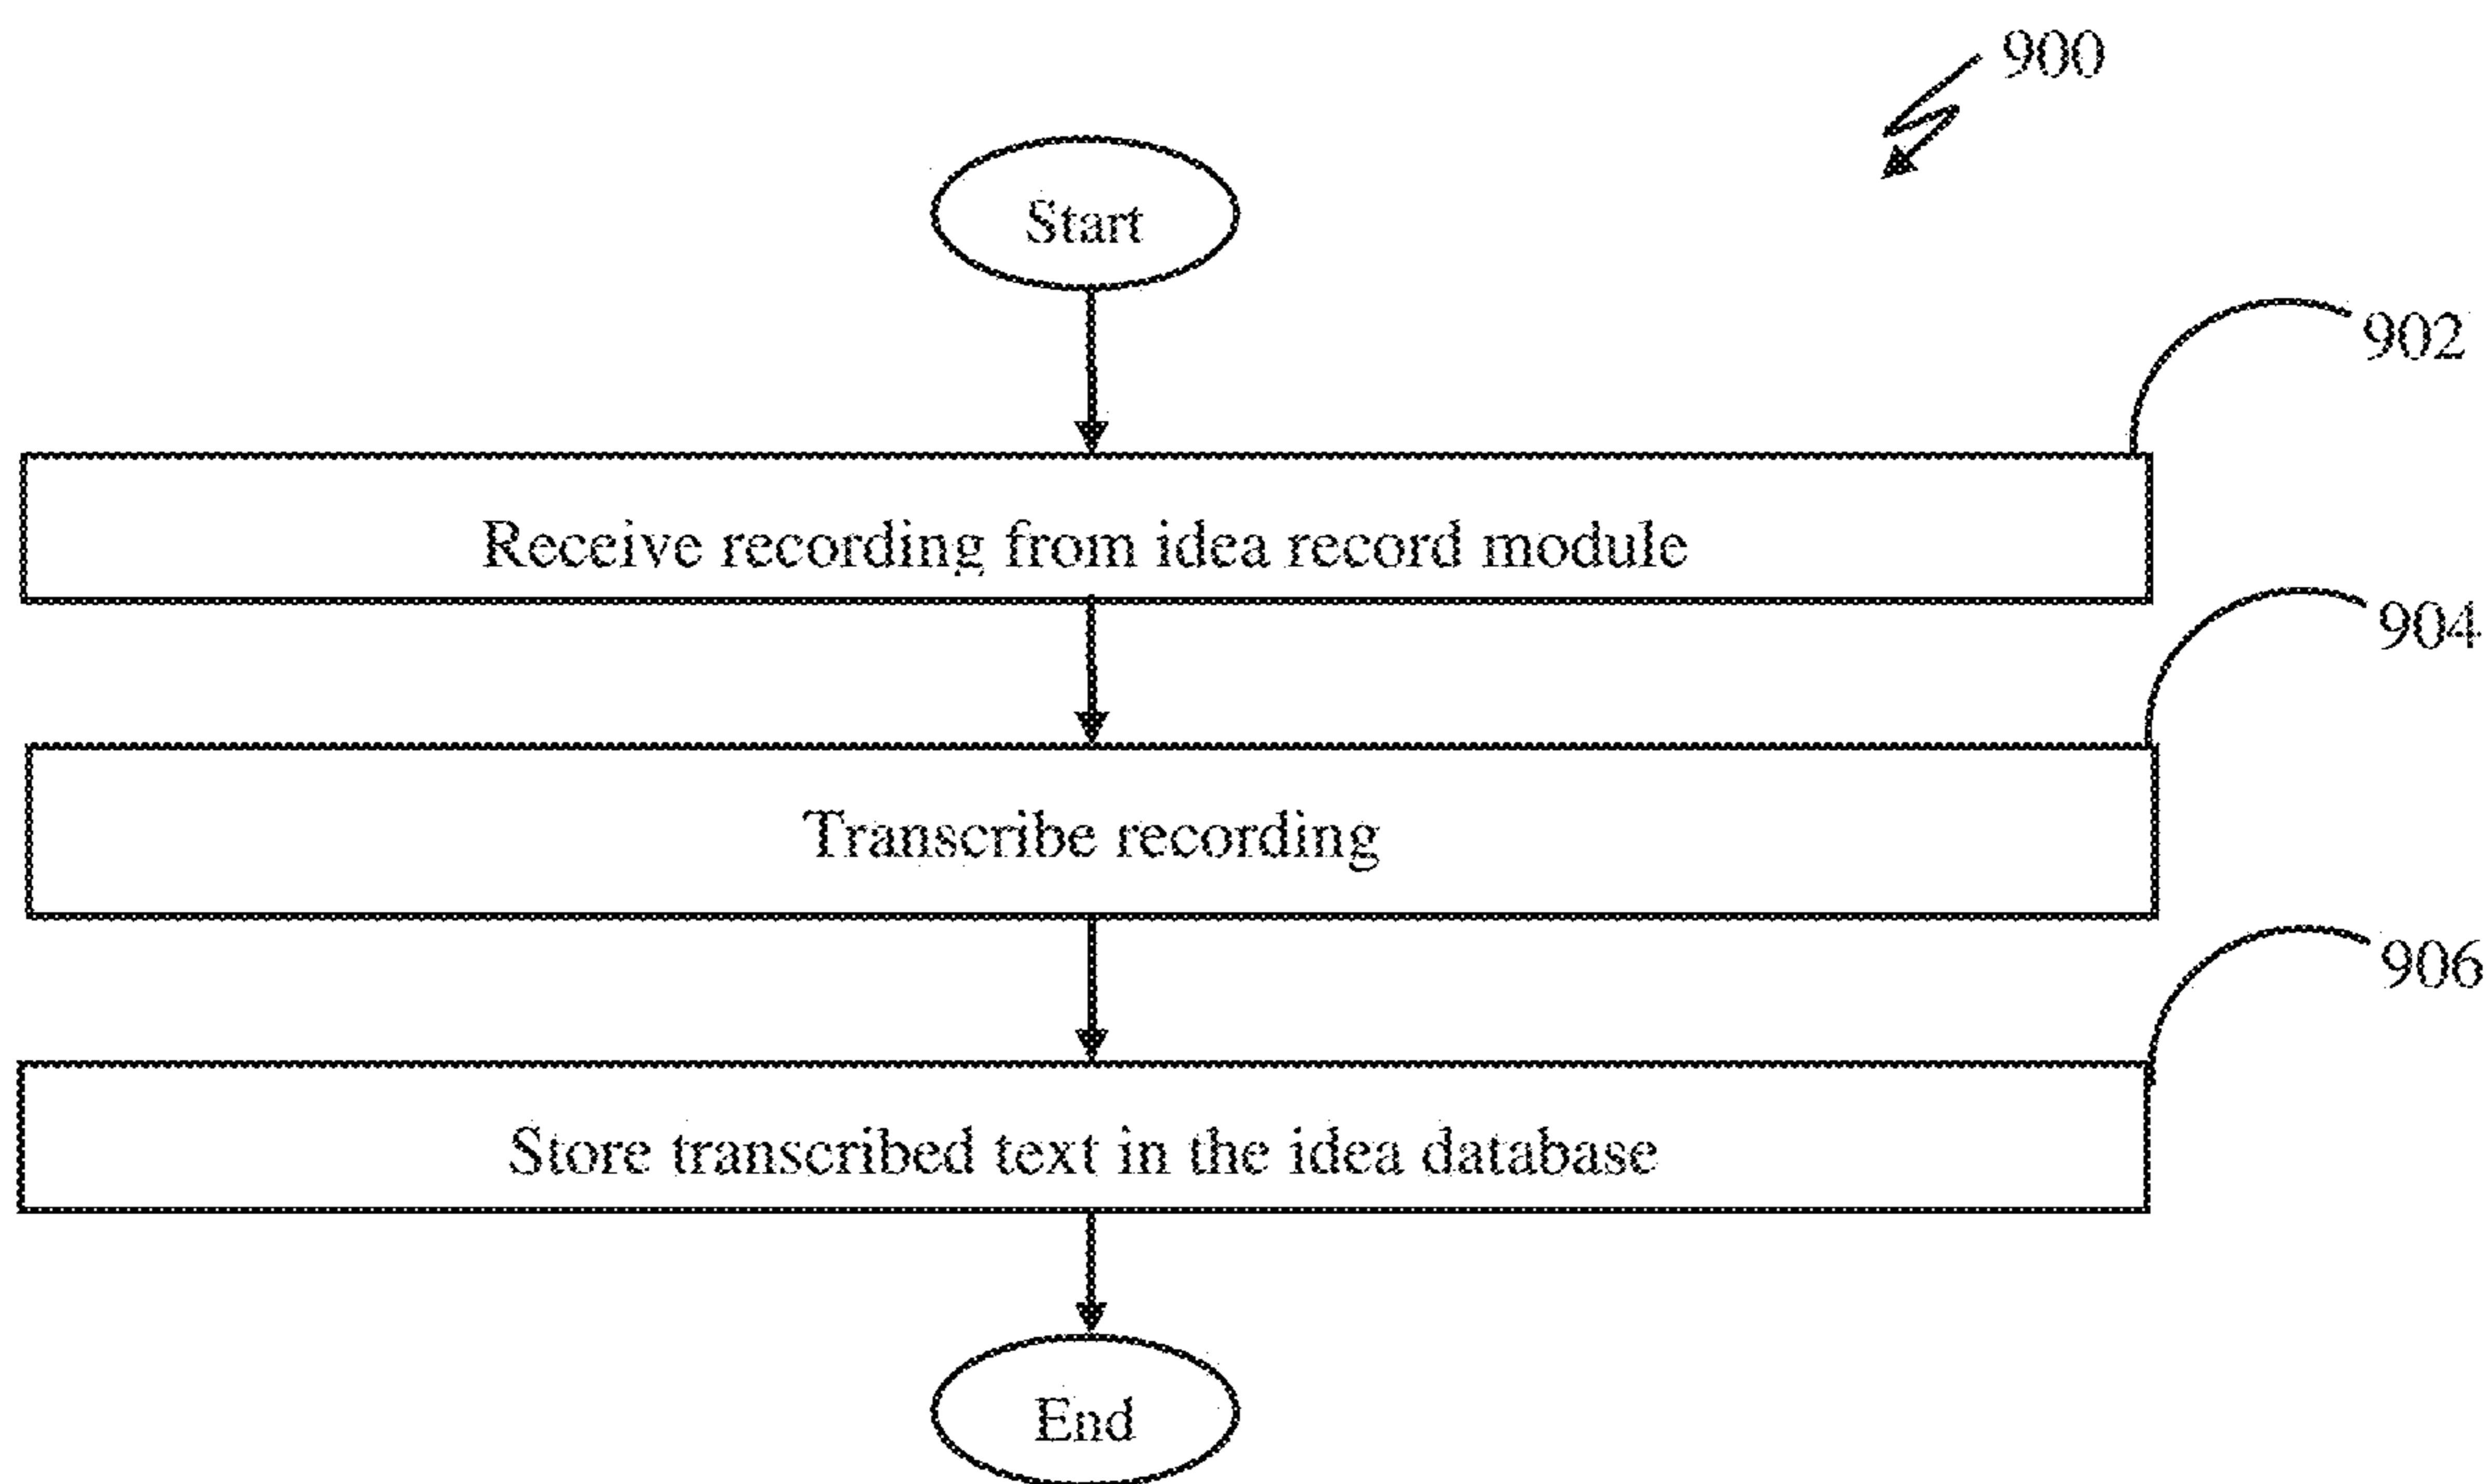 900
Start
902
Receive recording from idea record module
904
Transcribe recording
906
Store transcribed text in the idea database
End